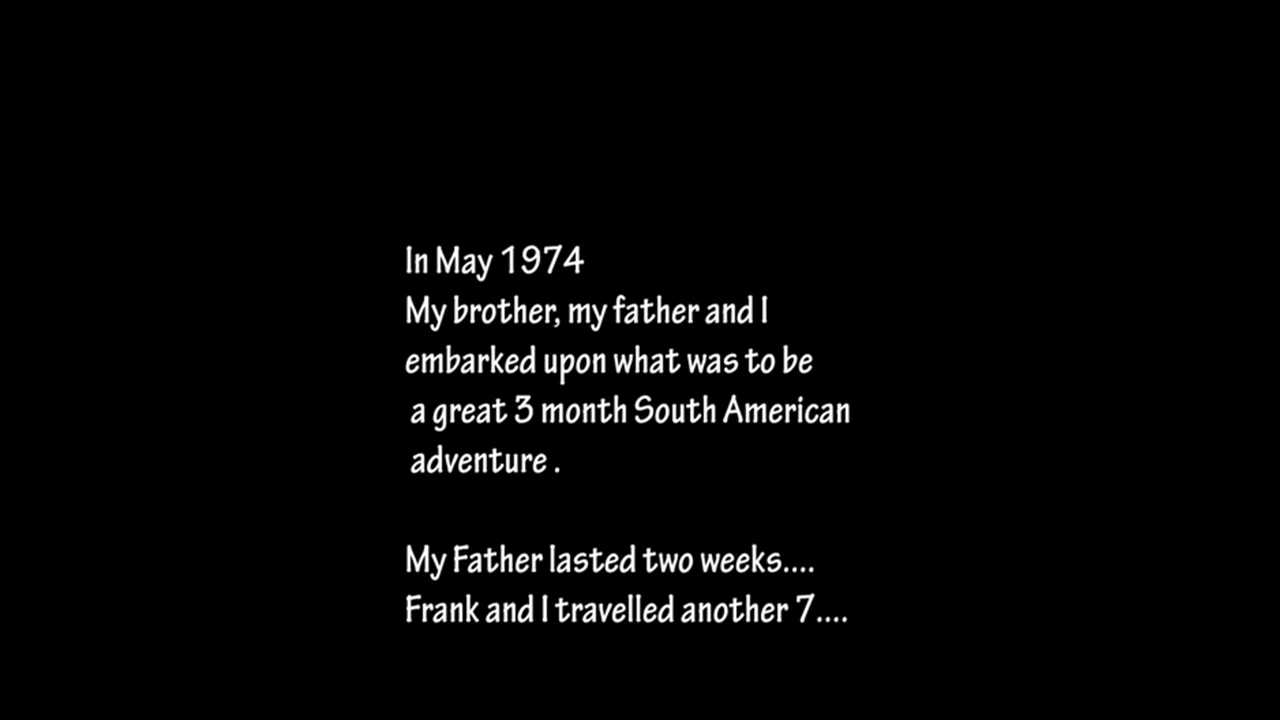 In May 1974
My brother, my father and I
embarked upon what was to be
a great 3 month South American
adventure .
My Father lasted two weeks....
Frank and I travelled another 7....